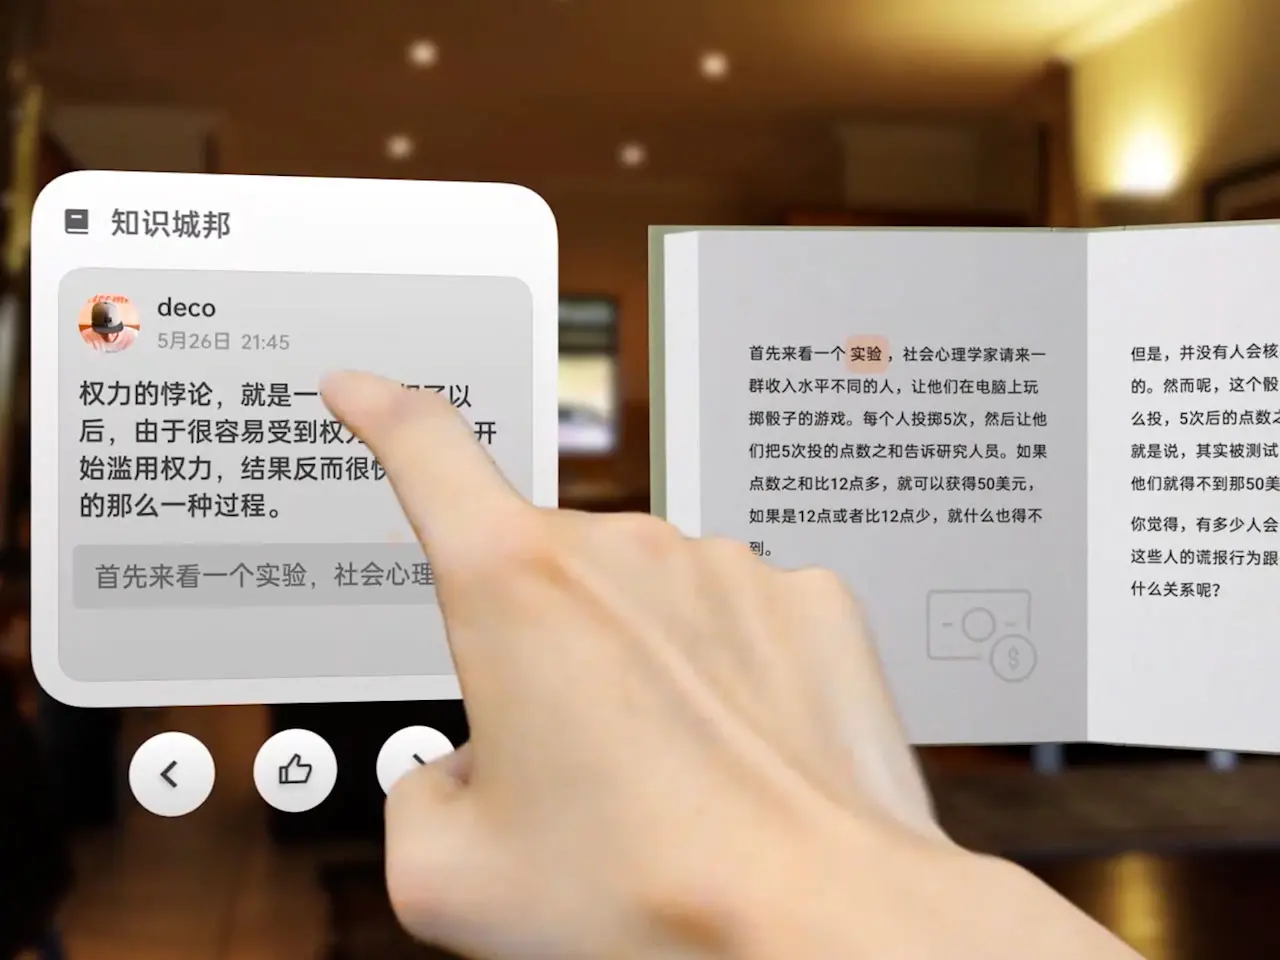 知识城邦
deco
5月26日 21:45
权力的悖论，就是一 了以
后，由于很容易受到权 开
始滥用权力，结果反而很
的那么一种过程。
首先来看一个实验，社会心理
首先来看一个 实验 ，社会心理学家请来一
群收入水平不同的人，让他们在电脑上玩
掷骰子的游戏。每个人投掷5次，然后让他
们把5次投的点数之和告诉研究人员。如果
点数之和比12点多，就可以获得50美元，
如果是12点或者比12点少，就什么也得不
到。
$
但是，并没有人会核
的。然而呢，这个骰
么投，5次后的点数之
就是说，其实被测试
他们就得不到那50美
你觉得，有多少人会
这些人的谎报行为跟
什么关系呢？